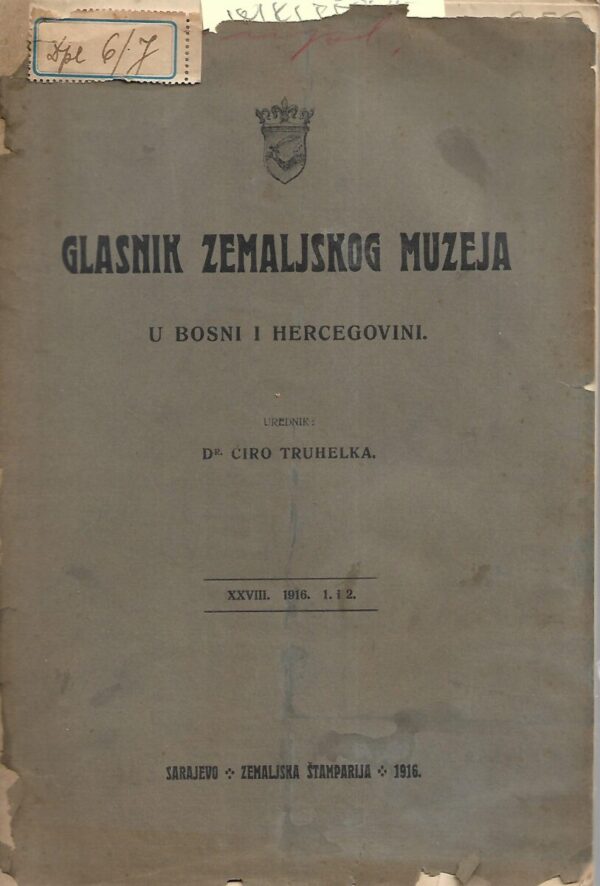 Dpl 6/7
GLASNIK ZEMALJSKOG MUZEJA
U BOSNI I HERCEGOVINI.
UREDNIK:
DR. ĆIRO TRUHELKA.
XXVIII. 1916. 1. i 2.
SARAJEVO ⁘ ZEMALJSKA ŠTAMPARIJA ⁘ 1916.